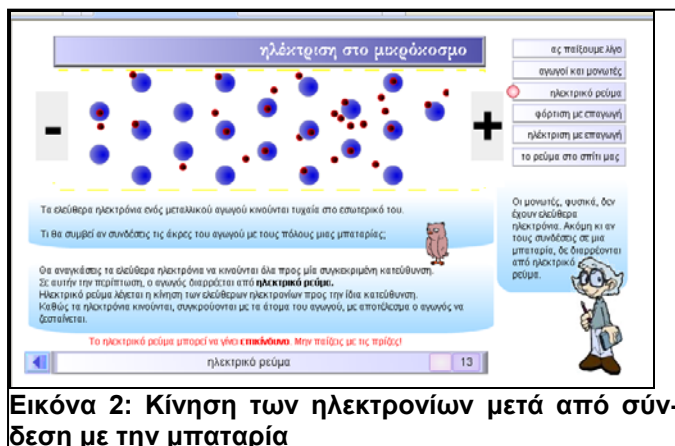 ηλέκτριση στο μικρόκοσμο
ας παίξουμε λίγο
αγωγοί και μονωτές
ηλεκτρικό ρεύμα
φόρτιση με επαγωγή
ηλέκτριση με επαγωγή
το ρεύμα στο σπίτι μας
-
+
Τα ελεύθερα ηλεκτρόνια ενός μεταλλικού αγωγού κινούνται τυχαία στο εσωτερικό του.
Τι θα συμβεί αν συνδέσεις τις άκρες του αγωγού με τους πόλους μιας μπαταρίας;
Θα αναγκάσεις τα ελεύθερα ηλεκτρόνια να κινούνται όλα προς μία συγκεκριμένη κατεύθυνση.
Σε αυτήν την περίπτωση, ο αγωγός διαρρέεται από ηλεκτρικό ρεύμα.
Ηλεκτρικό ρεύμα λέγεται η κίνηση των ελεύθερων ηλεκτρονίων προς την ίδια κατεύθυνση.
Καθώς τα ηλεκτρόνια κινούνται, συγκρούονται με τα άτομα του αγωγού, με αποτέλεσμα ο αγωγός να
ζεσταίνεται.
Οι μονωτές, φυσικά, δεν
έχουν ελεύθερα
ηλεκτρόνια. Ακόμη κι αν
τους συνδέσεις σε μια
μπαταρία, δε διαρρέονται
από ηλεκτρικό
ρεύμα.
Το ηλεκτρικό ρεύμα μπορεί να γίνει επικίνδυνο. Μην παίζεις με τις πρίζες!
ηλεκτρικό ρεύμα
13
Εικόνα 2: Κίνηση των ηλεκτρονίων μετά από σύν-
δεση με την μπαταρία